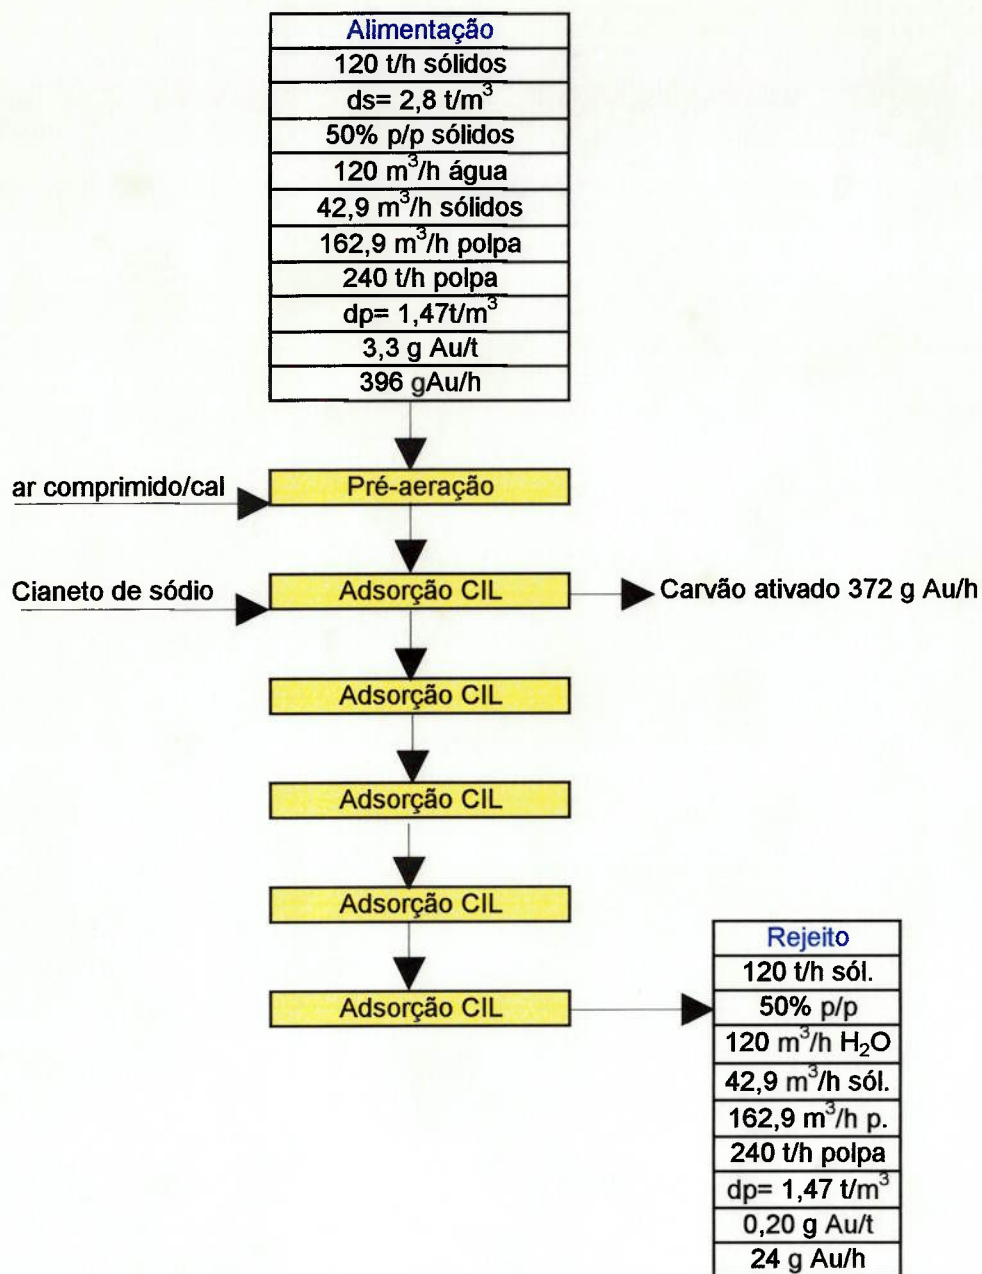 Alimentação
120 t/h sólidos
ds= 2,8 t/m³
50% p/p sólidos
120 m³/h água
42,9 m³/h sólidos
162,9 m³/h polpa
240 t/h polpa
dp= 1,47t/m³
3,3 g Au/t
396 gAu/h
ar comprimido/cal
Pré-aeração
Cianeto de sódio
Adsorção CIL
Carvão ativado 372 g Au/h
Adsorção CIL
Adsorção CIL
Adsorção CIL
Adsorção CIL
Rejeito
120 t/h sól.
50% p/p
120 m³/h H₂O
42,9 m³/h sól.
162,9 m³/h p.
240 t/h polpa
dp= 1,47 t/m³
0,20 g Au/t
24 g Au/h